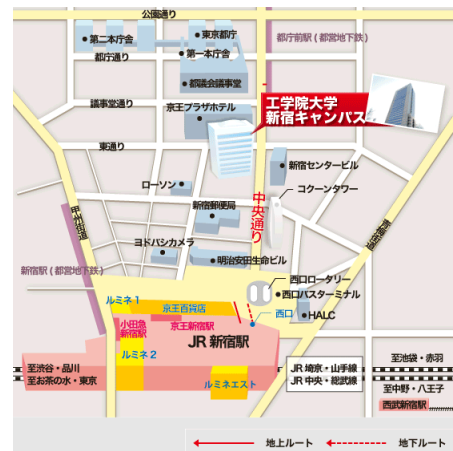 公園通り
第二本庁舎
東京都庁
都庁前駅(都営地下鉄)
都庁通り
第一本庁舎
都議会議事堂
議事堂通り
京王プラザホテル
工学院大学
新宿キャンパス
東通り
新宿センタービル
ローソン
コクーンタワー
中央通り
新宿郵便局
甲州街道
青梅街道
ヨドバシカメラ
明治安田生命ビル
新宿駅(都営地下鉄)
西口ロータリー
西口バスターミナル
ルミネ1
京王百貨店
西口
HALC
小田急
新宿駅
京王新宿駅
JR 新宿駅
ルミネ2
至渋谷・品川
至お茶の水・東京
JR 埼京・山手線
JR 中央・総武線
至池袋・赤羽
至中野・八王子
ルミネエスト
西武新宿駅
地上ルート
地下ルート